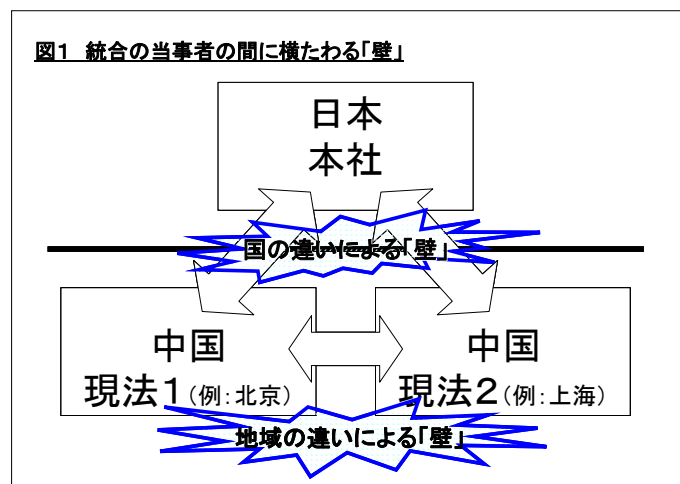 図1 統合の当事者の間に横たわる「壁」
日本
本社
国の違いによる「壁」
中国
現法1(例:北京)
中国
現法2(例:上海)
地域の違いによる「壁」